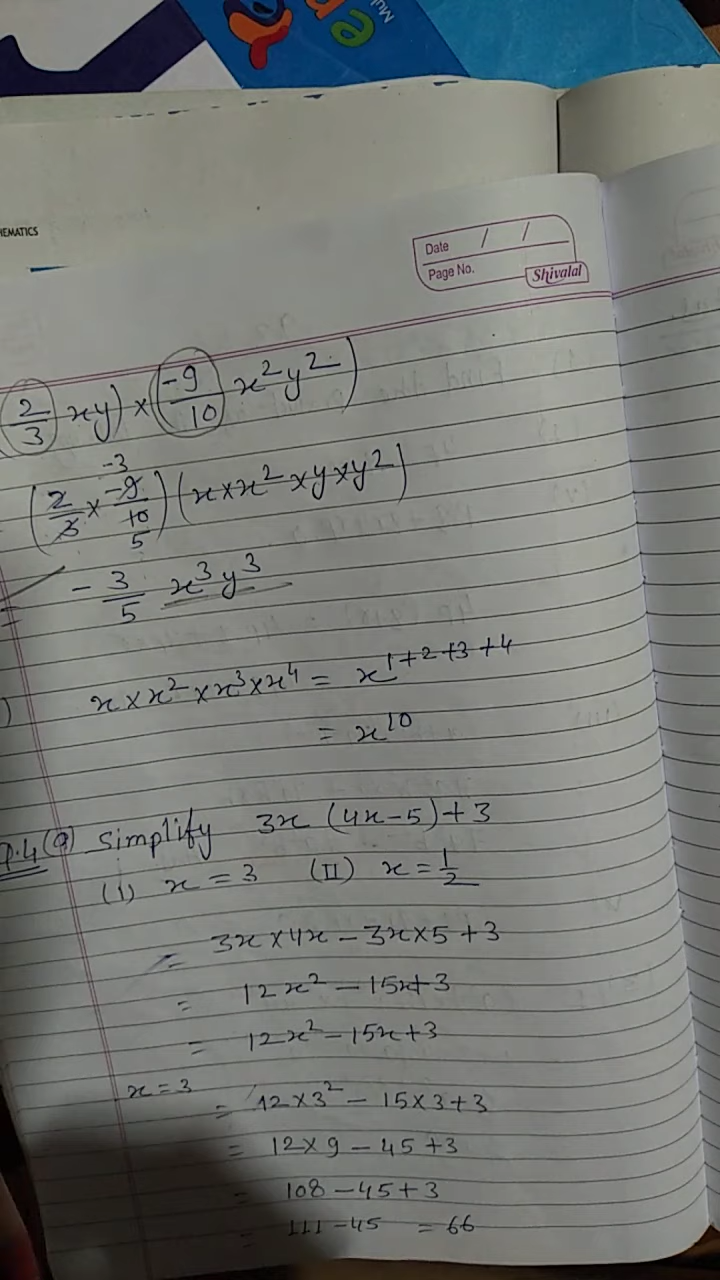 Mul
HEMATICS
Date / /
Page No.
Shivalal
2/3 xy) × (-9/10 x²y²)
-3
(2/3 × -9/10) (x×x² ×y×y²)
5
= -3/5 x³y³
) x × x² × x³ × x⁴ = x^1+2+3+4
= x^10
.4(a) Simplify 3x (4x-5)+3
(i) x = 3 (II) x = 1/2
= 3x×4x - 3x×5+3
= 12x² - 15x+3
= 12x² - 15x+3
x = 3
= 12×3² - 15×3+3
= 12×9 - 45+3
= 108 - 45+3
= 111 - 45 = 66